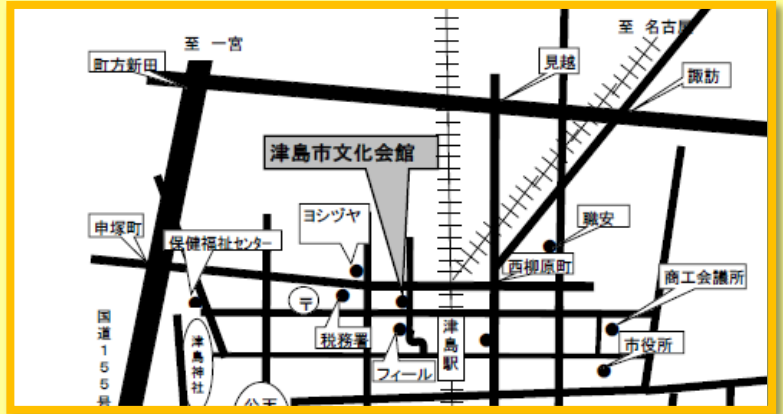 至 一宮
至 名古屋
町方新田
見越
諏訪
津島市文化会館
申塚町
保健福祉センター
ヨシヅヤ
職安
西柳原町
商工会議所
〒
税務署
津島駅
市役所
フィール
国道155号
津島神社